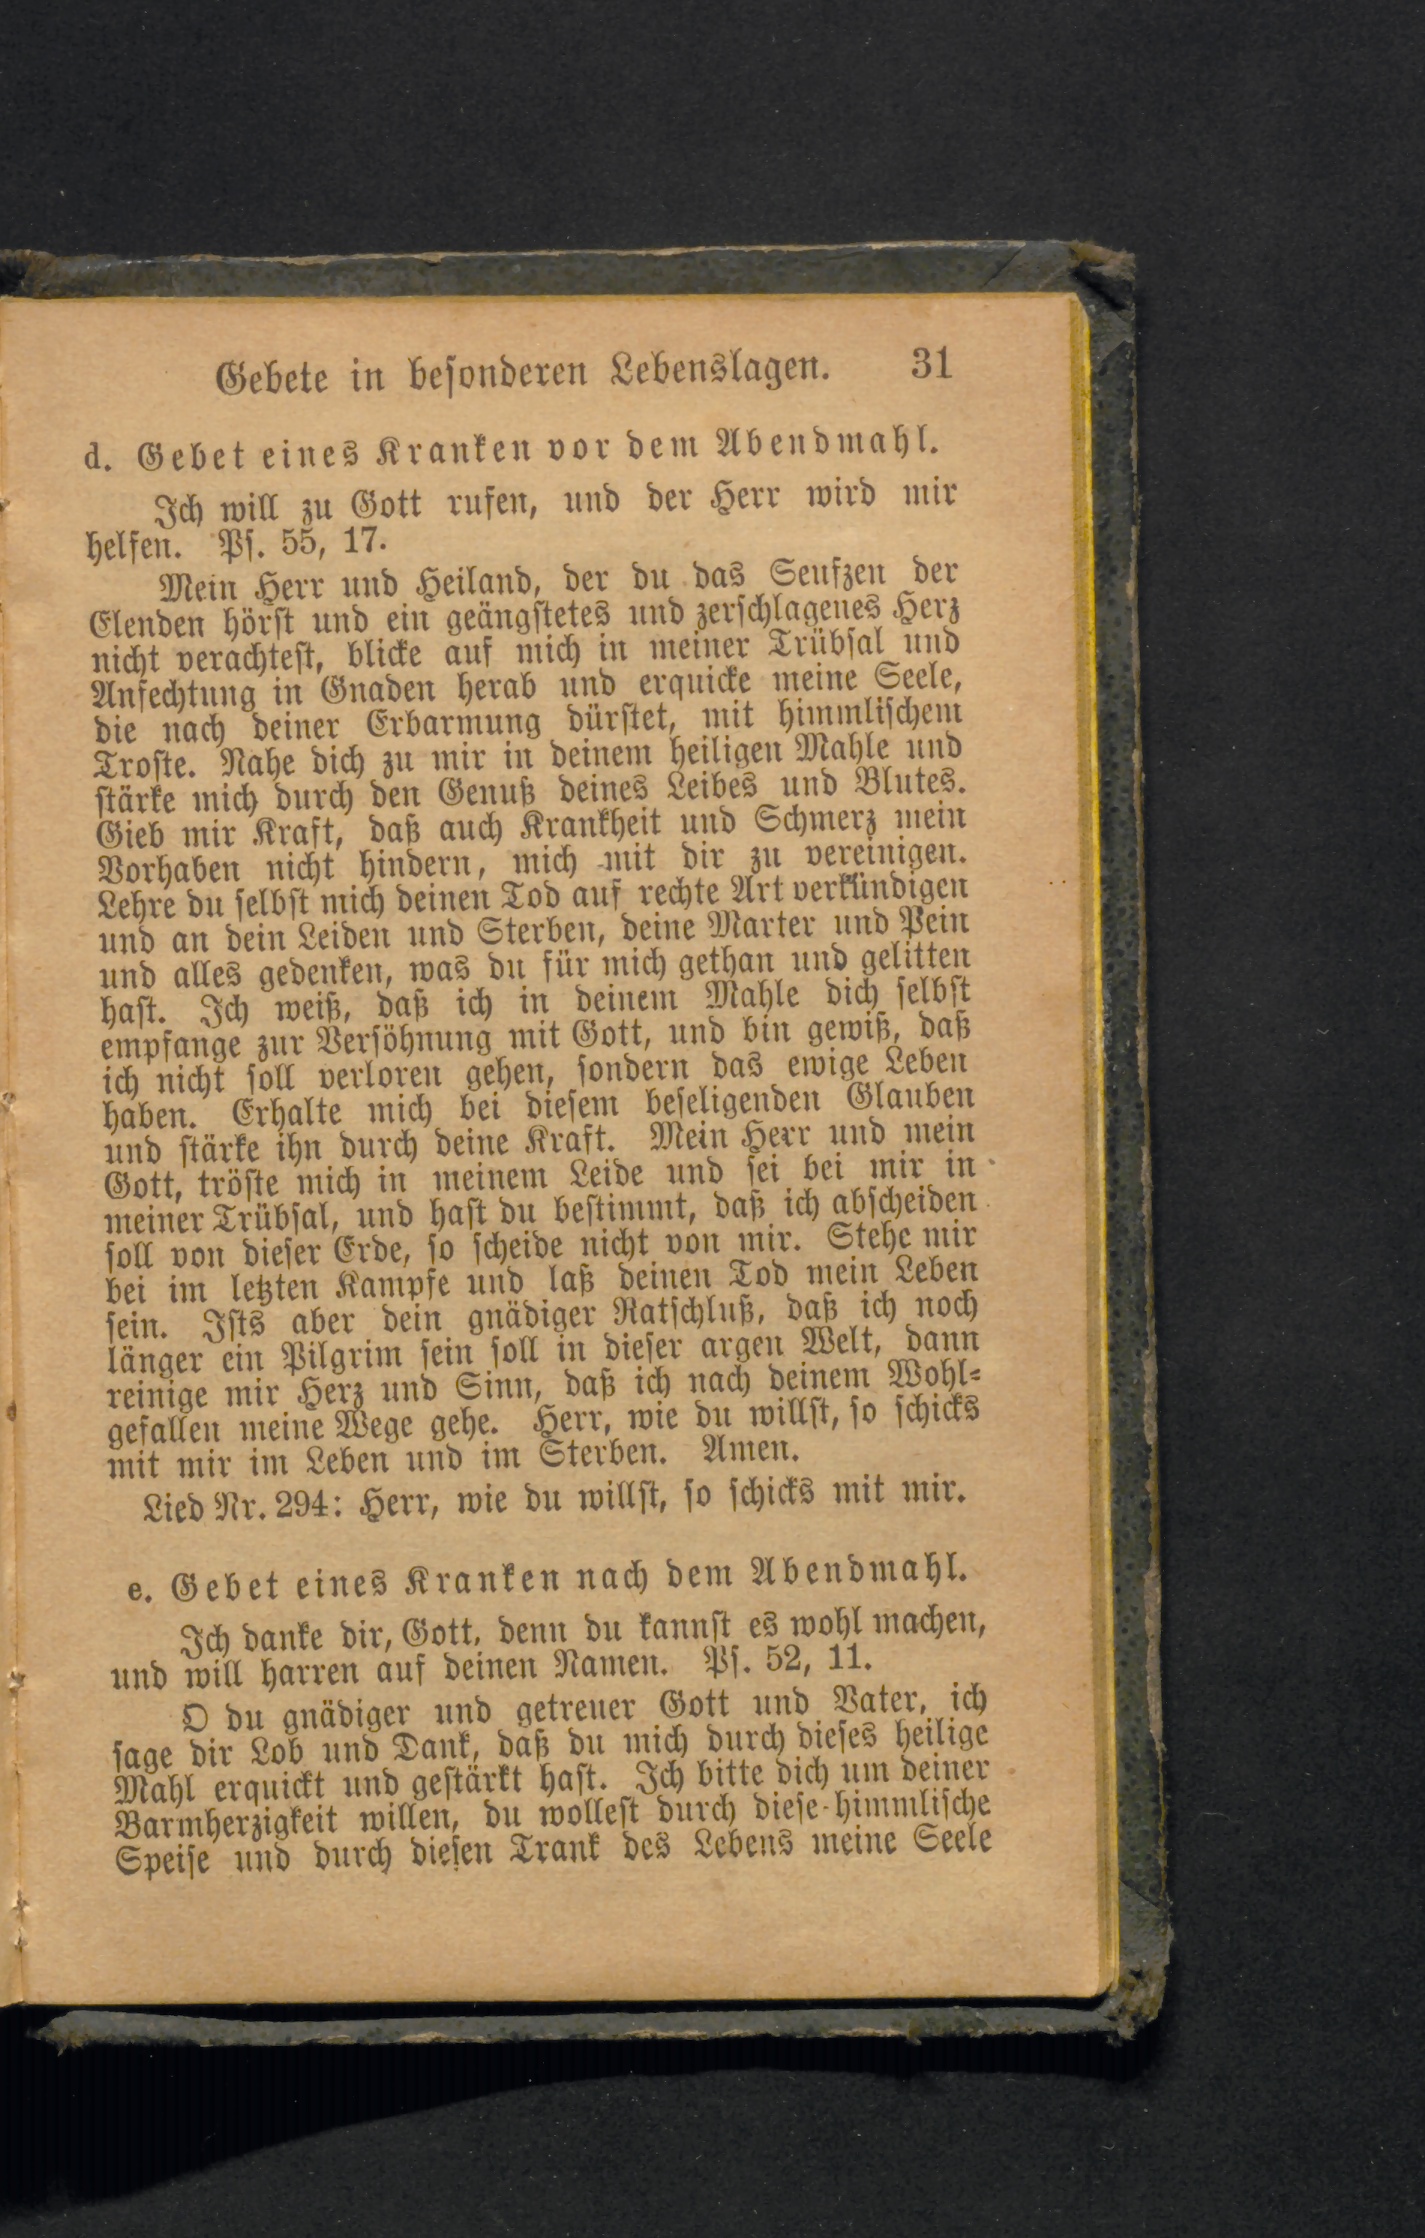 Gebete in besonderen Lebenslagen. 31
d. Gebet eines Kranken vor dem Abendmahl.
Ich will zu Gott rufen, und der Herr wird mir
helfen. Ps. 55, 17.
Mein Herr und Heiland, der du das Seufzen der
Elenden hörst und ein geängstetes und zerschlagenes Herz
nicht verachtest, blicke auf mich in meiner Trübsal und
Anfechtung in Gnaden herab und erquicke meine Seele,
die nach deiner Erbarmung dürstet, mit himmlischem
Troste. Nahe dich zu mir in deinem heiligen Mahle und
stärke mich durch den Genuß deines Leibes und Blutes.
Gieb mir Kraft, daß auch Krankheit und Schmerz mein
Vorhaben nicht hindern, mich mit dir zu vereinigen.
Lehre du selbst mich deinen Tod auf rechte Art verkündigen
und an dein Leiden und Sterben, deine Marter und Pein
und alles gedenken, was du für mich gethan und gelitten
hast. Ich weiß, daß ich in deinem Mahle dich selbst
empfange zur Versöhnung mit Gott, und bin gewiß, daß
ich nicht soll verloren gehen, sondern das ewige Leben
haben. Erhalte mich bei diesem beseligenden Glauben
und stärke ihn durch deine Kraft. Mein Herr und mein
Gott, tröste mich in meinem Leide und sei bei mir in
meiner Trübsal, und hast du bestimmt, daß ich abscheiden
soll von dieser Erde, so scheide nicht von mir. Stehe mir
bei im letzten Kampfe und laß deinen Tod mein Leben
sein. Ists aber dein gnädiger Ratschluß, daß ich noch
länger ein Pilgrim sein soll in dieser argen Welt, dann
reinige mir Herz und Sinn, daß ich nach deinem Wohl-
gefallen meine Wege gehe. Herr, wie du willst, so schicks
mit mir im Leben und im Sterben. Amen.
Lied Nr. 294: Herr, wie du willst, so schicks mit mir.
e. Gebet eines Kranken nach dem Abendmahl.
Ich danke dir, Gott, denn du kannst es wohl machen,
und will harren auf deinen Namen. Ps. 52, 11.
O du gnädiger und getreuer Gott und Vater, ich
sage dir Lob und Dank, daß du mich durch dieses heilige
Mahl erquickt und gestärkt hast. Ich bitte dich um deiner
Barmherzigkeit willen, du wollest durch diese himmlische
Speise und durch diesen Trank des Lebens meine Seele